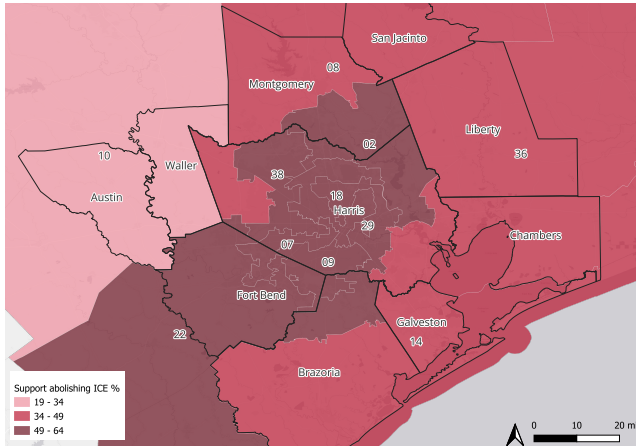 San Jacinto
Montgomery
08
Liberty
02
36
10
Waller
38
Austin
18
Harris
29
Chambers
07
09
Fort Bend
22
Galveston
14
Brazoria
Support abolishing ICE %
19 - 34
34 - 49
49 - 64
0 10 20 m